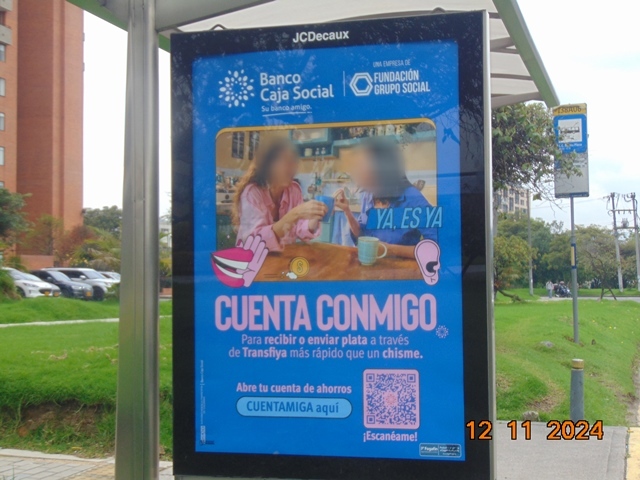 JCDecaux
Banco
Caja Social
Su banco amigo.
UNA EMPRESA DE
FUNDACIÓN
GRUPO SOCIAL
YA, ES YA
CUENTA CONMIGO
Para recibir o enviar plata a través
de Transfiya más rápido que un chisme.
Abre tu cuenta de ahorros
CUENTAMIGA aquí
¡Escanéame!
12 11 2024